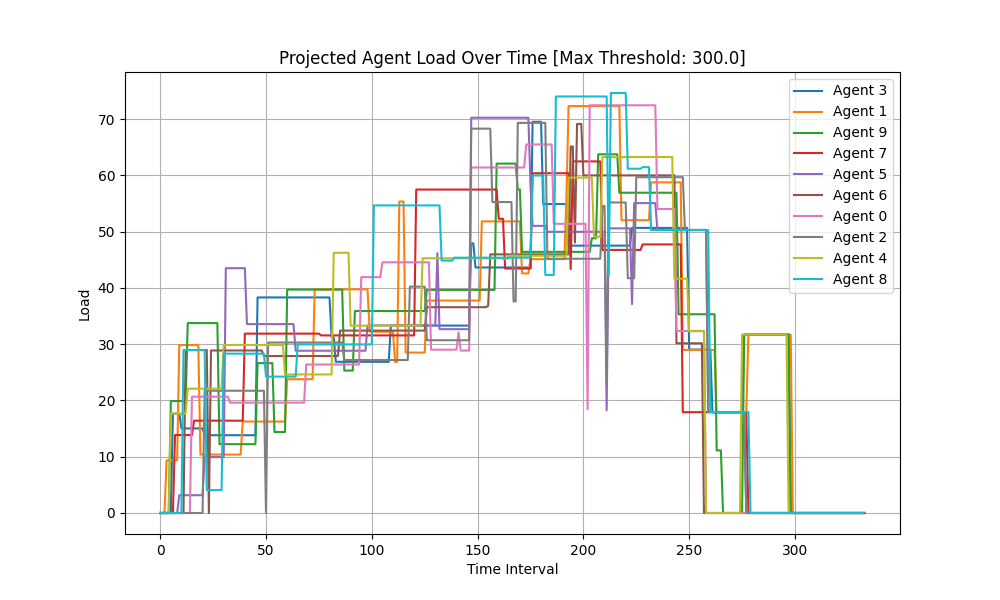 Projected Agent Load Over Time [Max Threshold: 300.0]
Load
70
60
50
40
30
20
10
0
0 50 100 150 200 250 300
Time Interval
Agent 3
Agent 1
Agent 9
Agent 7
Agent 5
Agent 6
Agent 0
Agent 2
Agent 4
Agent 8